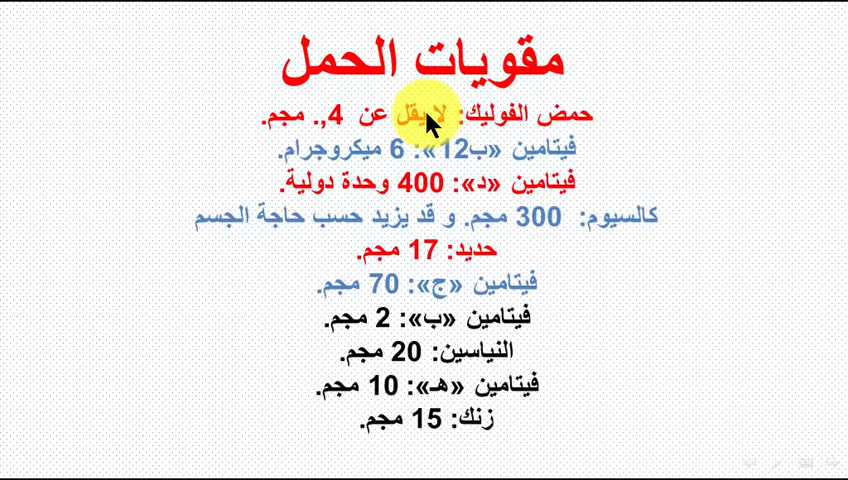 مقويات الحمل
حمض الفوليك: لا يقل عن 4,. مجم.
فيتامين «ب12»: 6 ميكروجرام.
فيتامين «د»: 400 وحدة دولية.
كالسيوم: 300 مجم. و قد يزيد حسب حاجة الجسم
حديد: 17 مجم.
فيتامين «ج»: 70 مجم.
فيتامين «ب»: 2 مجم.
النياسين: 20 مجم.
فيتامين «هـ»: 10 مجم.
زنك: 15 مجم.